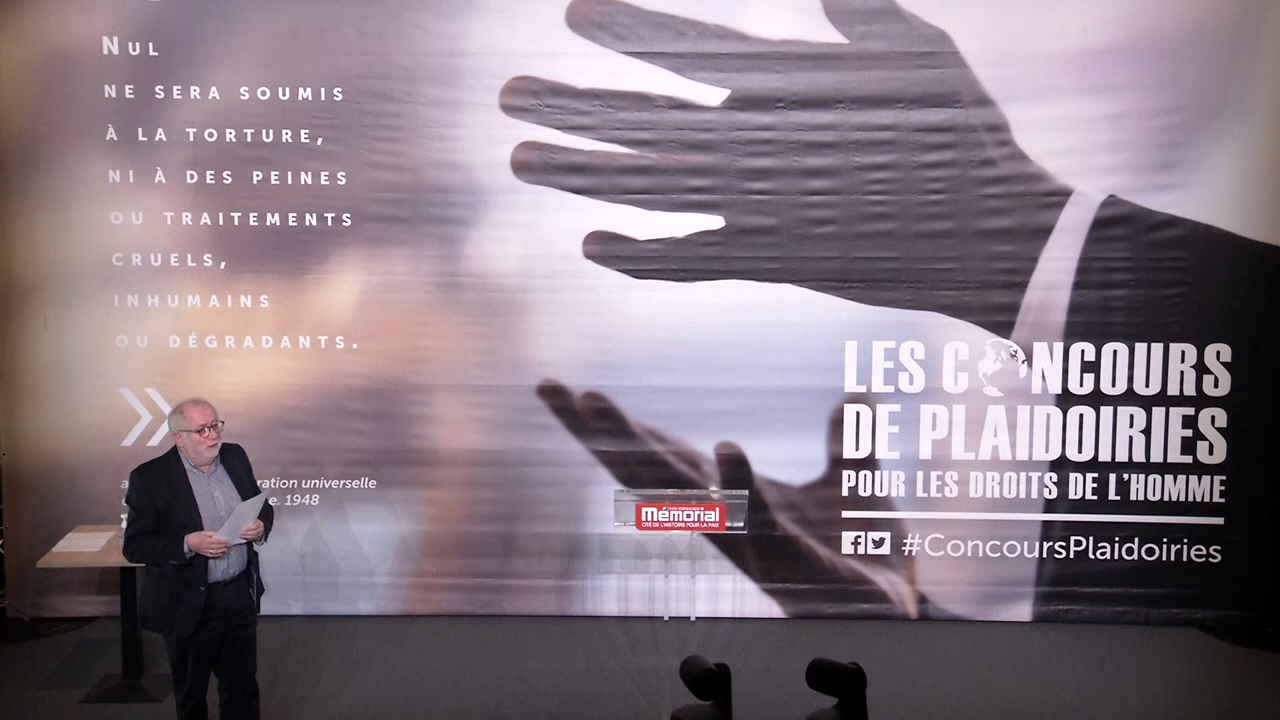 NUL
NE SERA SOUMIS
À LA TORTURE,
NI À DES PEINES
OU TRAITEMENTS
CRUELS,
INHUMAINS
OU DÉGRADANTS.
ration universelle
e. 1948
LES CONCOURS
DE PLAIDOIRIES
POUR LES DROITS DE L'HOMME
#ConcoursPlaidoiries
Mémorial
CITÉ DE L'HISTOIRE POUR LA PAIX